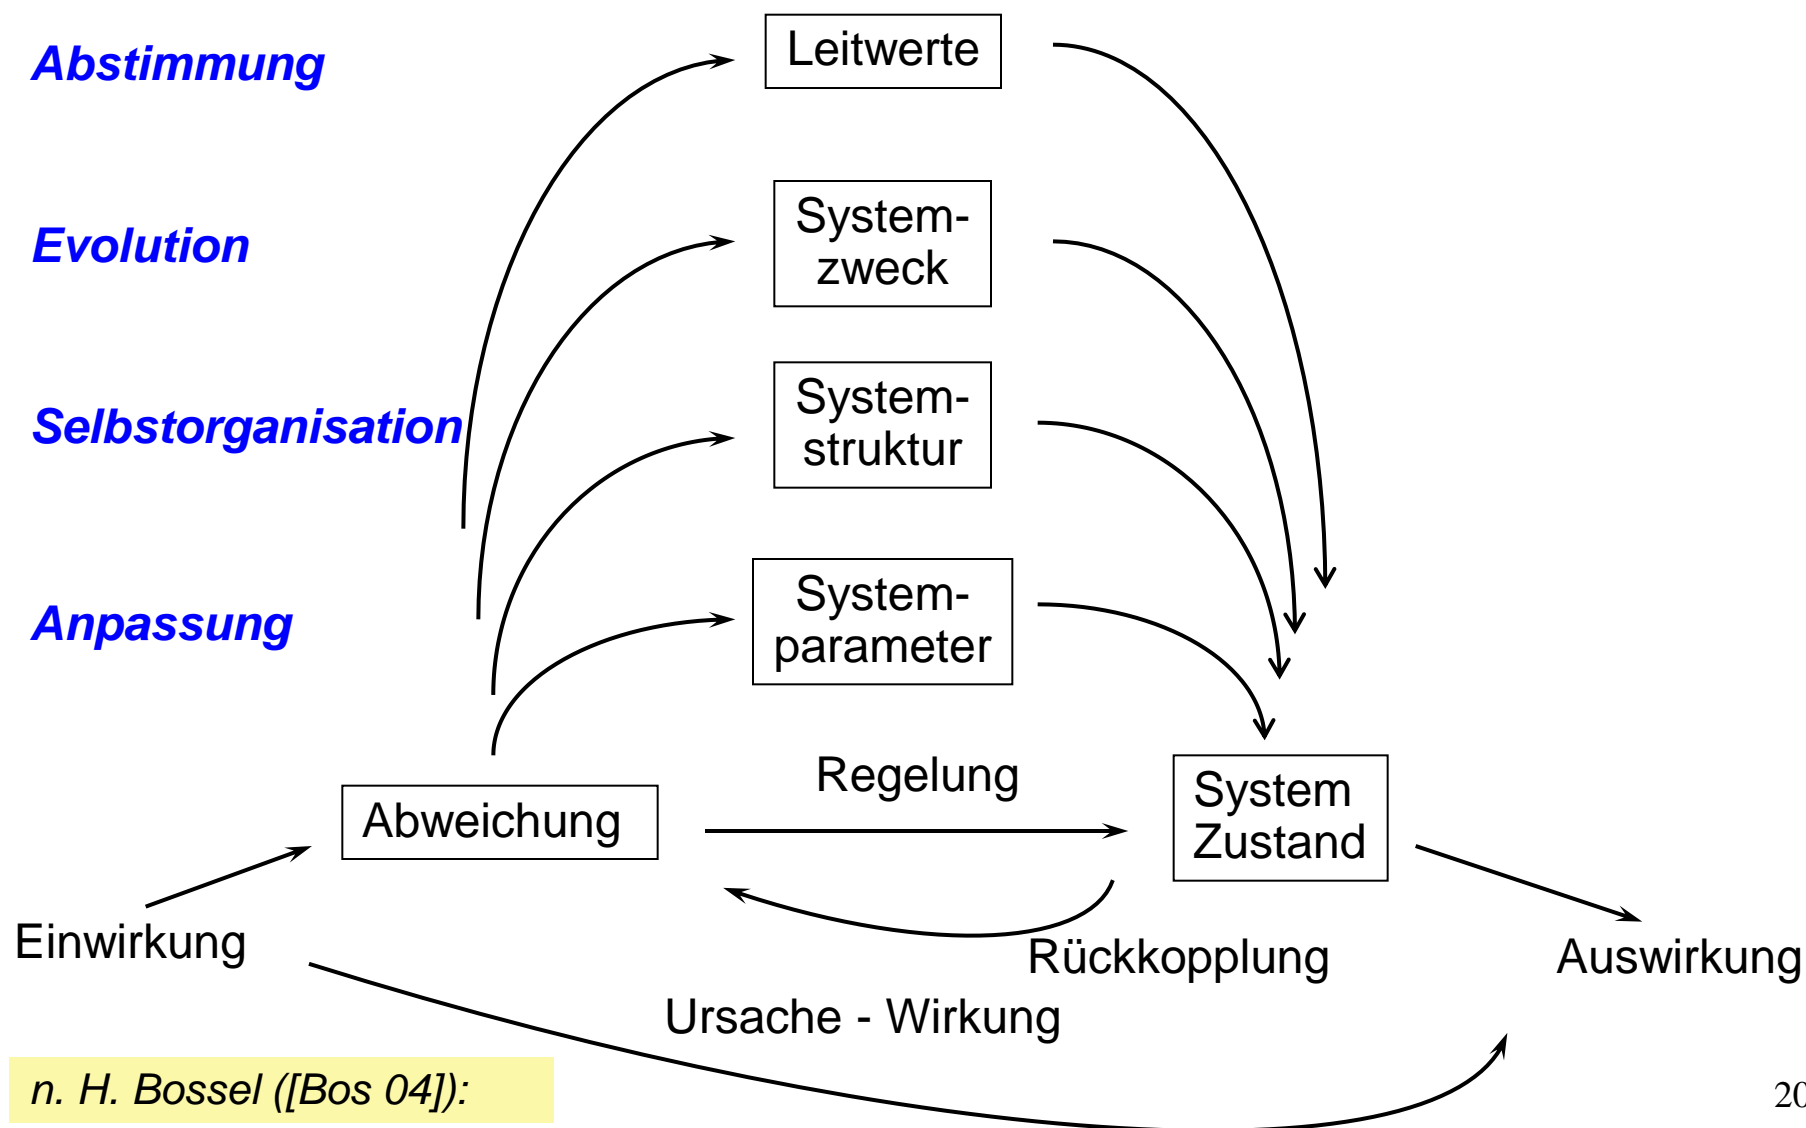 Abstimmung
Leitwerte
Evolution
System-
zweck
Selbstorganisation
System-
struktur
Anpassung
System-
parameter
Regelung
Abweichung
System
Zustand
Einwirkung
Rückkopplung
Auswirkung
Ursache - Wirkung
n. H. Bossel ([Bos 04]):
20